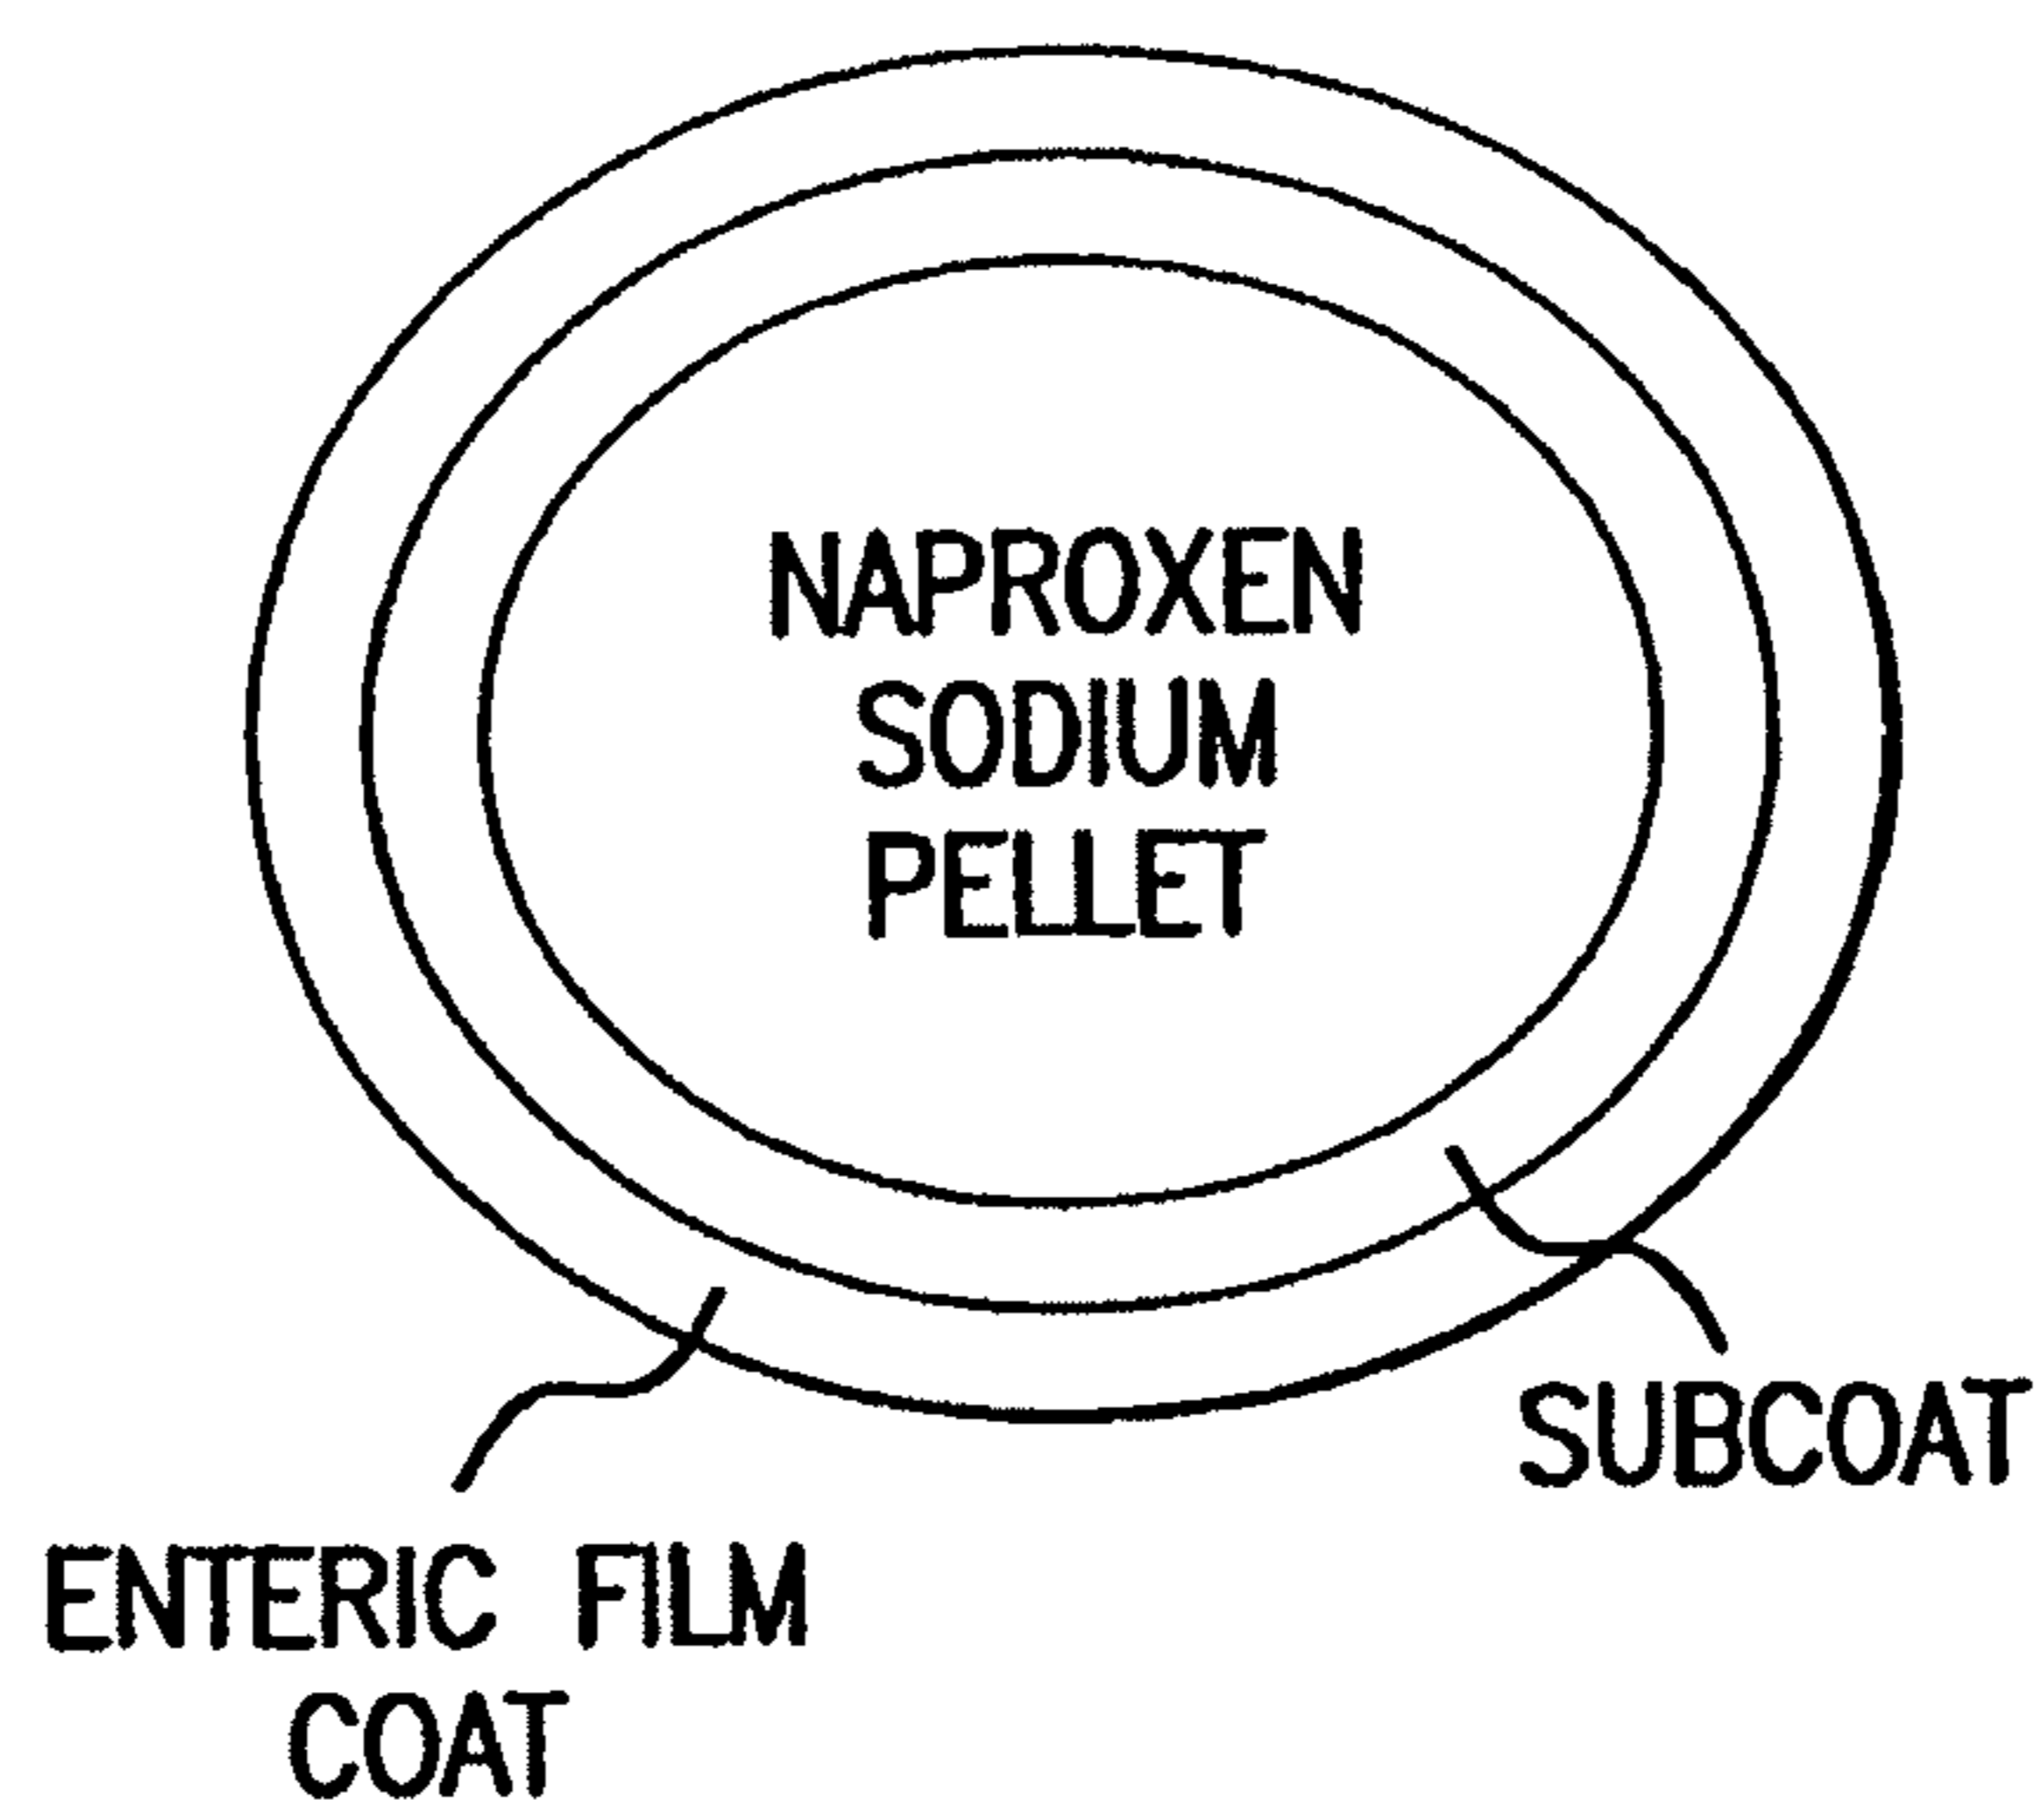 NAPROXEN
SODIUM
PELLET
SUBCOAT
ENTERIC FILM
COAT